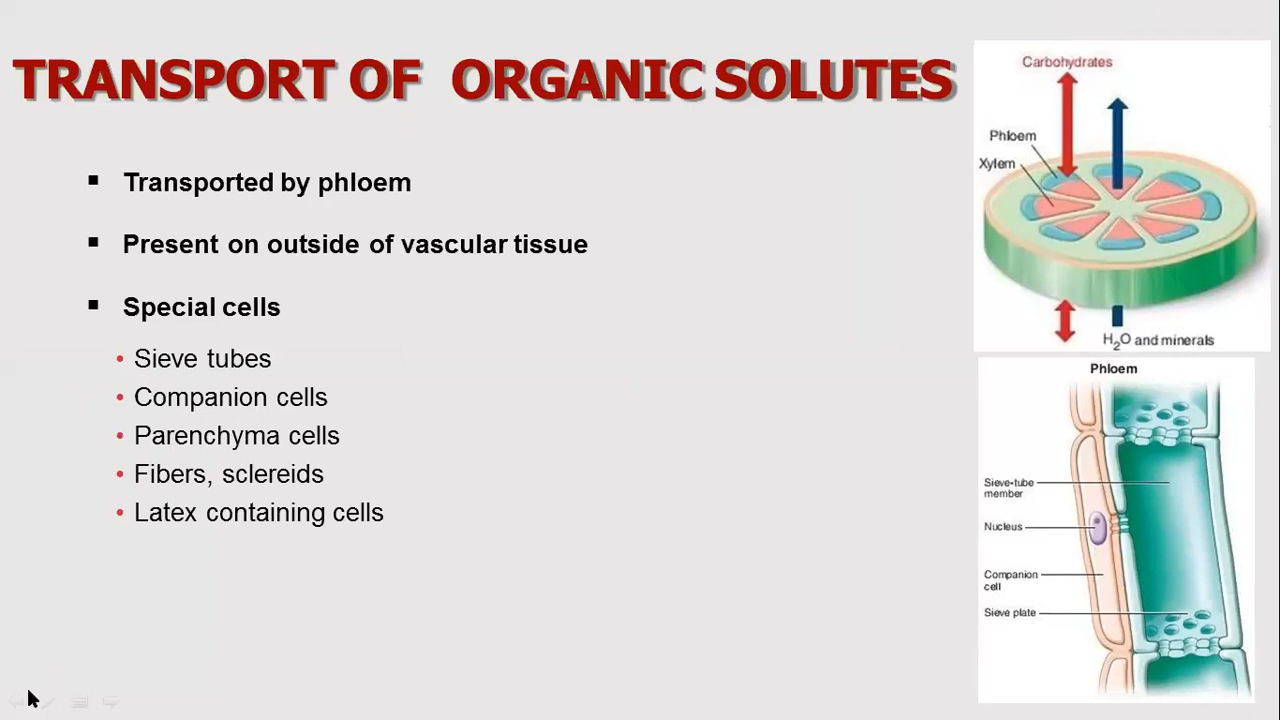 TRANSPORT OF ORGANIC SOLUTES
▪ Transported by phloem
▪ Present on outside of vascular tissue
▪ Special cells
• Sieve tubes
• Companion cells
• Parenchyma cells
• Fibers, sclereids
• Latex containing cells
Carbohydrates
Phloem
Xylem
H₂O and minerals
Phloem
Sieve-tube
member
Nucleus
Companion
cell
Sieve plate